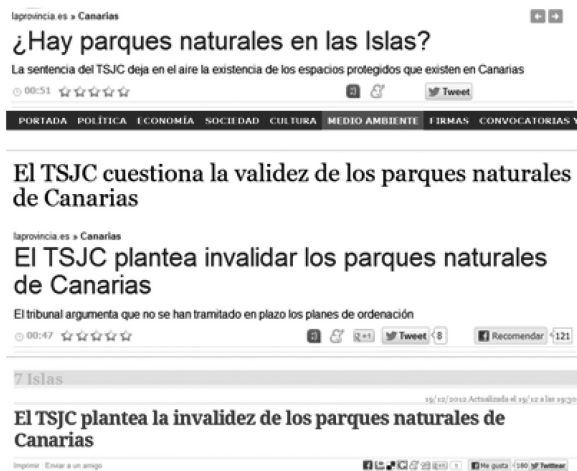 laprovincia.es » Canarias
¿Hay parques naturales en las Islas?
La sentencia del TSJC deja en el aire la existencia de los espacios protegidos que existen en Canarias
00:51
Tweet
PORTADA POLÍTICA ECONOMÍA SOCIEDAD CULTURA MEDIO AMBIENTE FIRMAS CONVOCATORIAS Y
El TSJC cuestiona la validez de los parques naturales
de Canarias
laprovincia.es » Canarias
El TSJC plantea invalidar los parques naturales
de Canarias
El tribunal argumenta que no se han tramitado en plazo los planes de ordenación
00:47 g+1 Tweet 8 Recomendar 121
7 Islas
19/12/2012 Actualizada el 19/12 a las 19:30
El TSJC plantea la invalidez de los parques naturales de
Canarias
Imprimir Enviar a un amigo Me gusta 180 Twittear